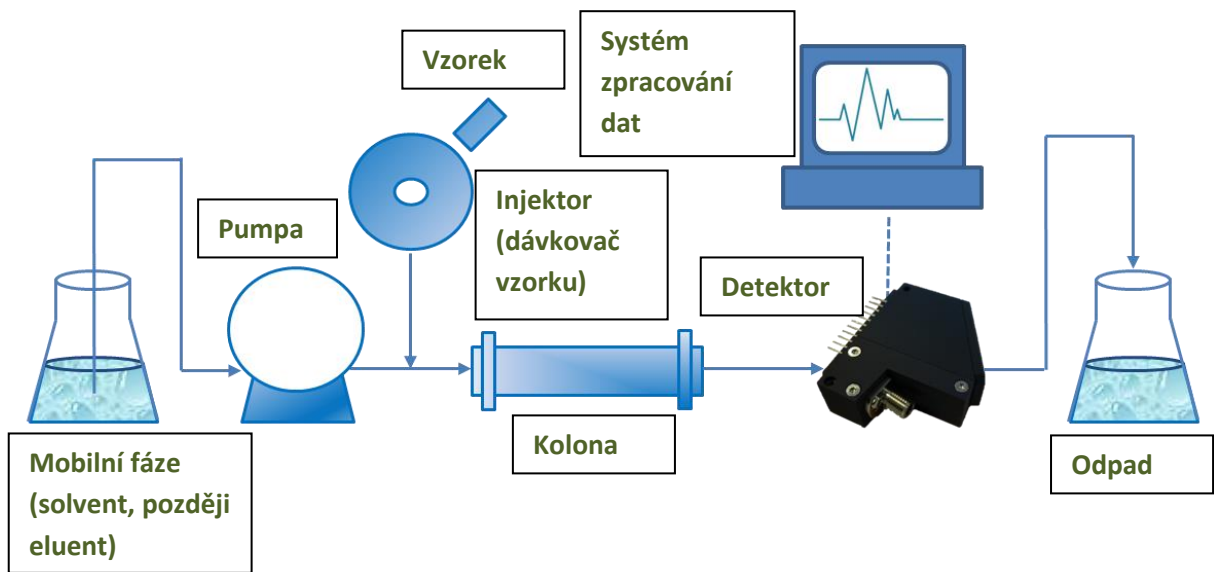 Vzorek
Systém
zpracování
dat
Pumpa
Injektor
(dávkovač
vzorku)
Detektor
Mobilní fáze
(solvent, později
eluent)
Kolona
Odpad